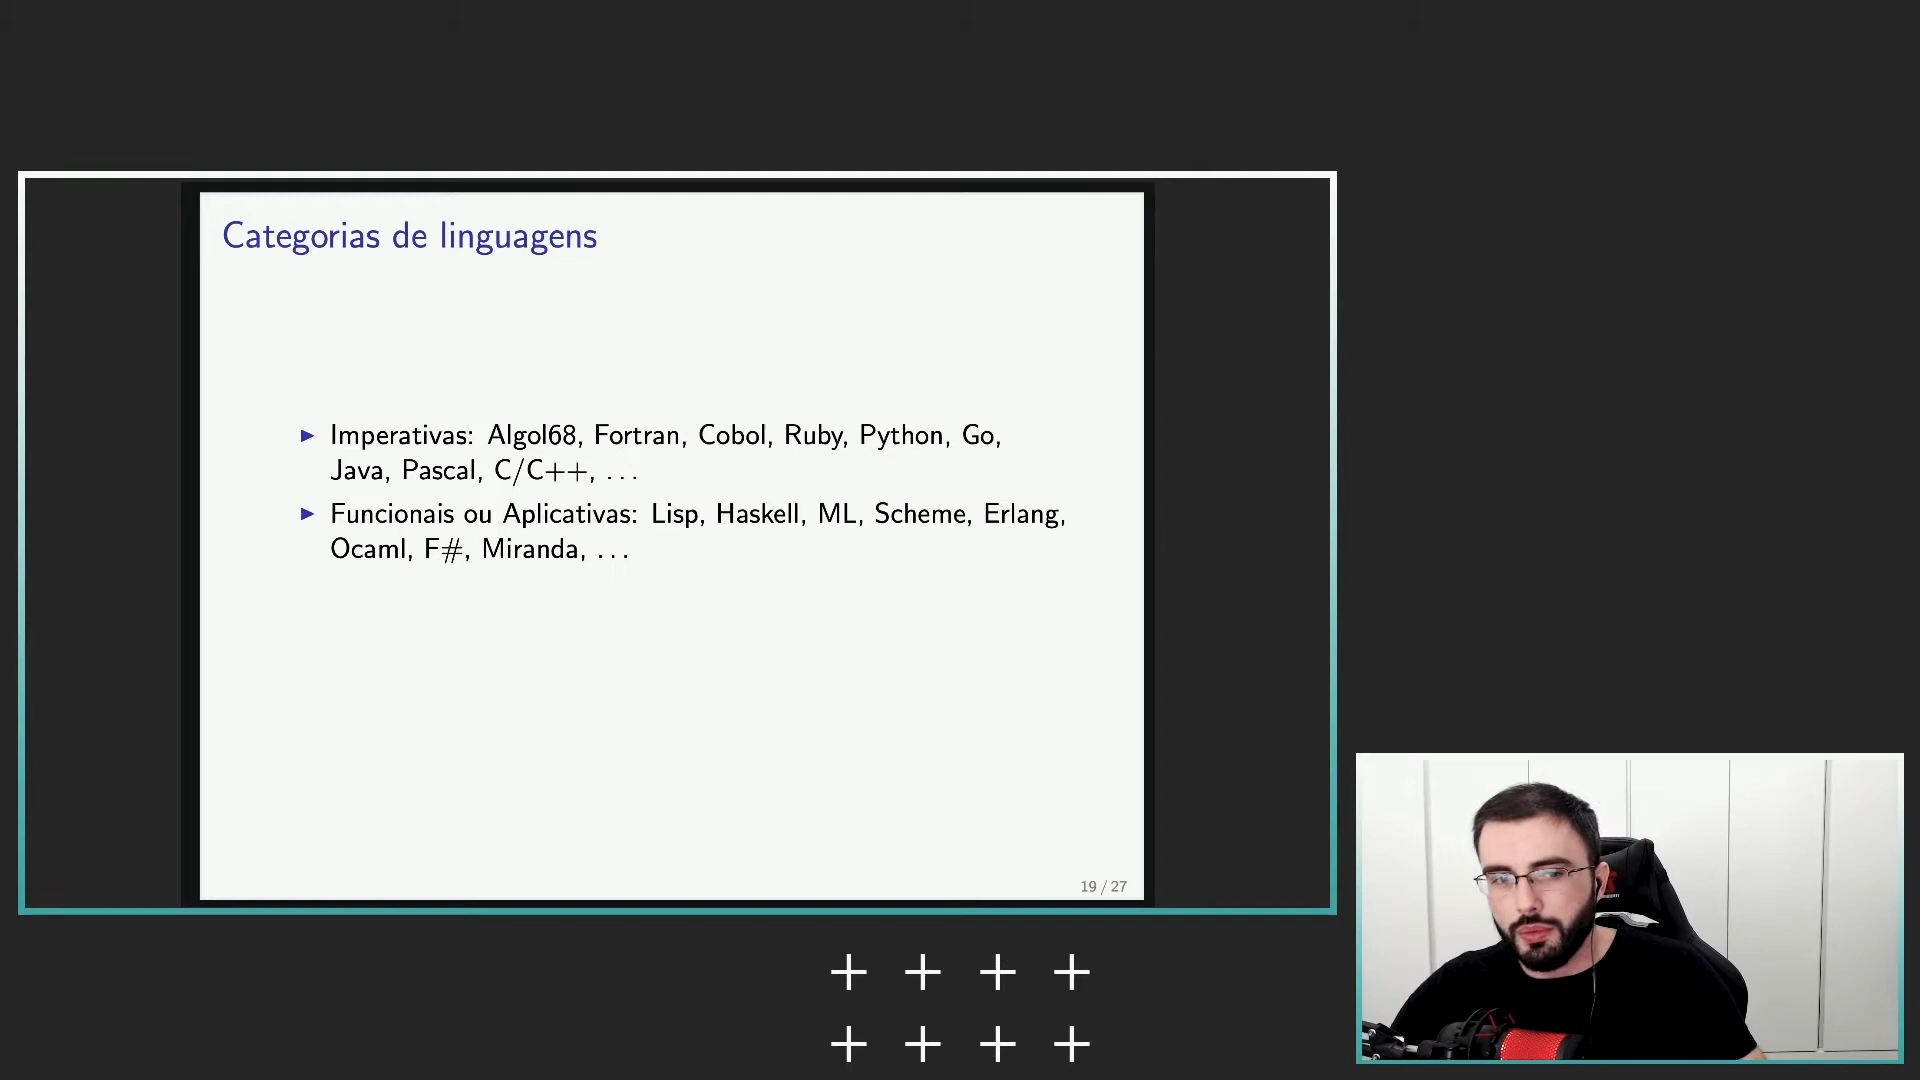 Categorias de linguagens
▶ Imperativas: Algol68, Fortran, Cobol, Ruby, Python, Go,
Java, Pascal, C/C++, ...
▶ Funcionais ou Aplicativas: Lisp, Haskell, ML, Scheme, Erlang,
Ocaml, F#, Miranda, ...
19 / 27